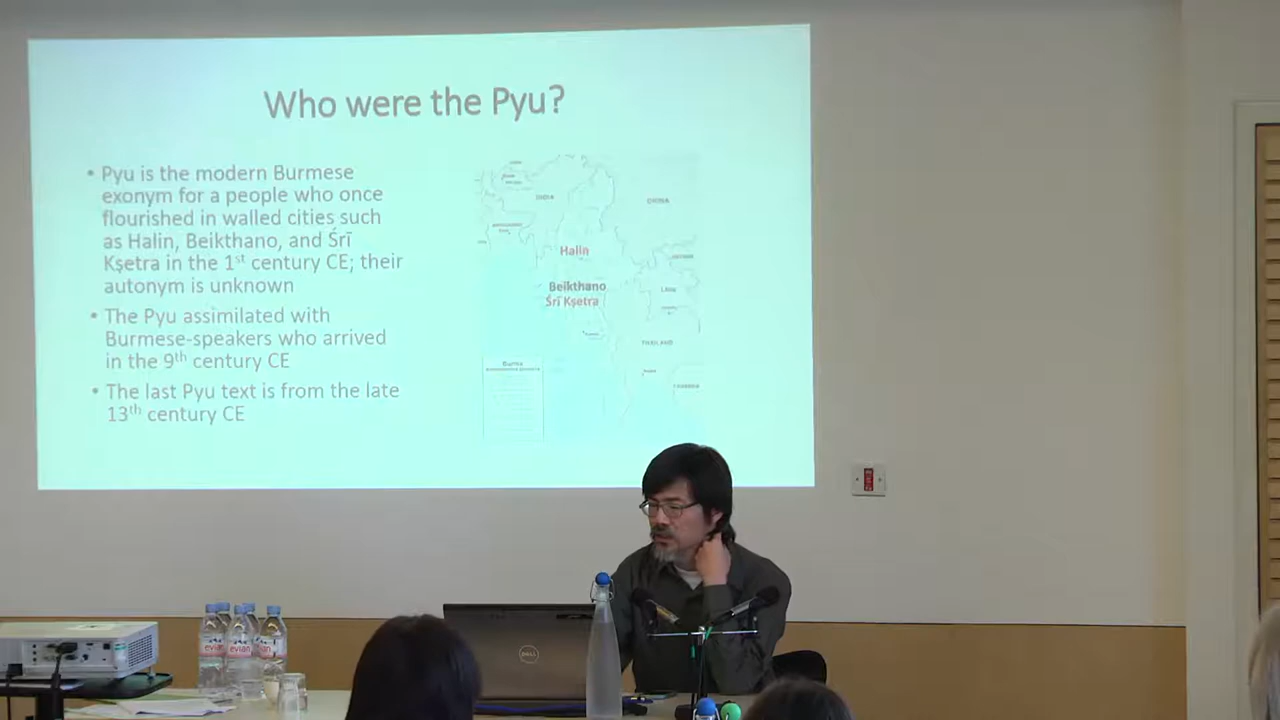 Who were the Pyu?
• Pyu is the modern Burmese
exonym for a people who once
flourished in walled cities such
as Halin, Beikthano, and Śrī
Kṣetra in the 1st century CE; their
autonym is unknown
• The Pyu assimilated with
Burmese-speakers who arrived
in the 9th century CE
• The last Pyu text is from the late
13th century CE
INDIA
CHINA
Halin
Beikthano
Śrī Kṣetra
LAOS
THAILAND
Burma
evian
evian
evian
DELL